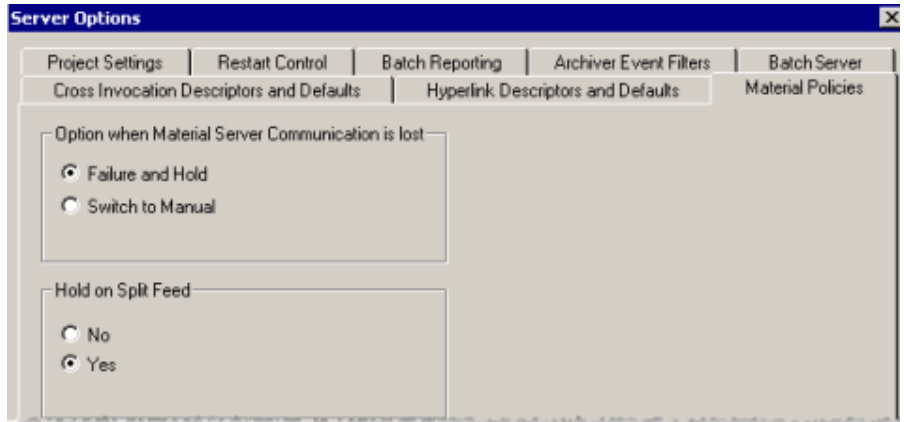 Server Options
Project Settings Restart Control Batch Reporting Archiver Event Filters Batch Server
Cross Invocation Descriptors and Defaults Hyperlink Descriptors and Defaults Material Policies
Option when Material Server Communication is lost
Failure and Hold
Switch to Manual
Hold on Split Feed
No
Yes